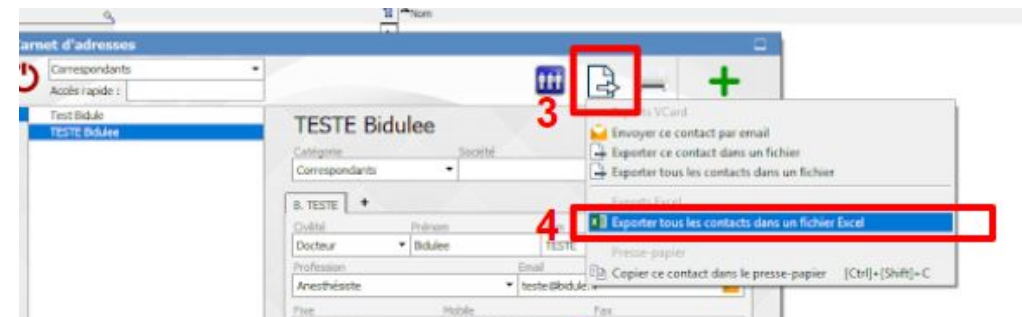 Nom
Carnet d'adresses
Correspondants
Accès rapide :
3
Test Bidule
TESTE Bidulee
TESTE Bidulee
Catégorie Société
Correspondants
B. TESTE +
Civilité Prénom
Docteur Bidulee TESTE
Profession Email
Anesthésiste teste@bidule.
Fixe Mobile Fax
VCard
Envoyer ce contact par email
Exporter ce contact dans un fichier
Exporter tous les contacts dans un fichier
Exports Excel
4
Exporter tous les contacts dans un fichier Excel
Presse-papier
Copier ce contact dans le presse-papier [Ctrl]+[Shift]+C